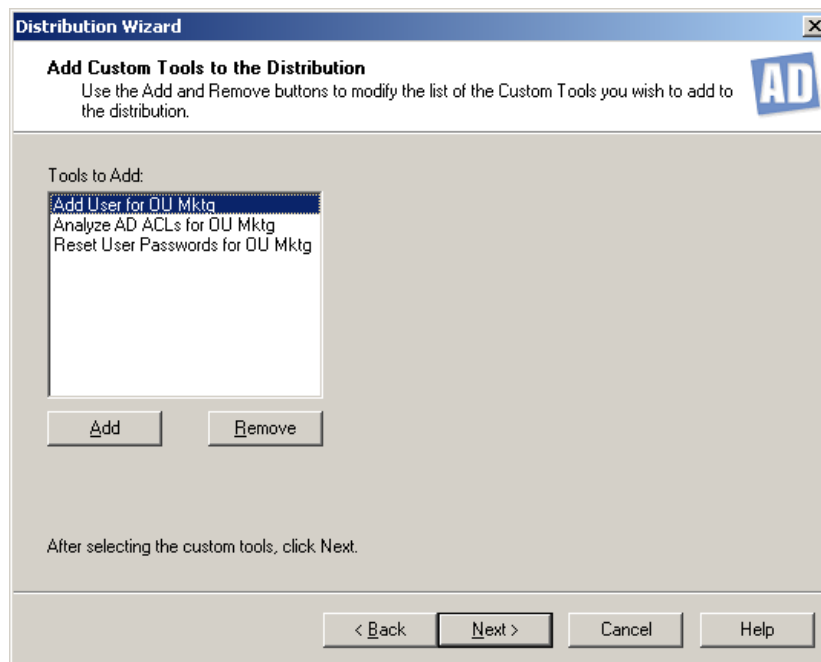 Distribution Wizard
Add Custom Tools to the Distribution
Use the Add and Remove buttons to modify the list of the Custom Tools you wish to add to
the distribution.
AD
Tools to Add:
Add User for OU Mktg
Analyze AD ACLs for OU Mktg
Reset User Passwords for OU Mktg
Add
Remove
After selecting the custom tools, click Next.
< Back
Next >
Cancel
Help